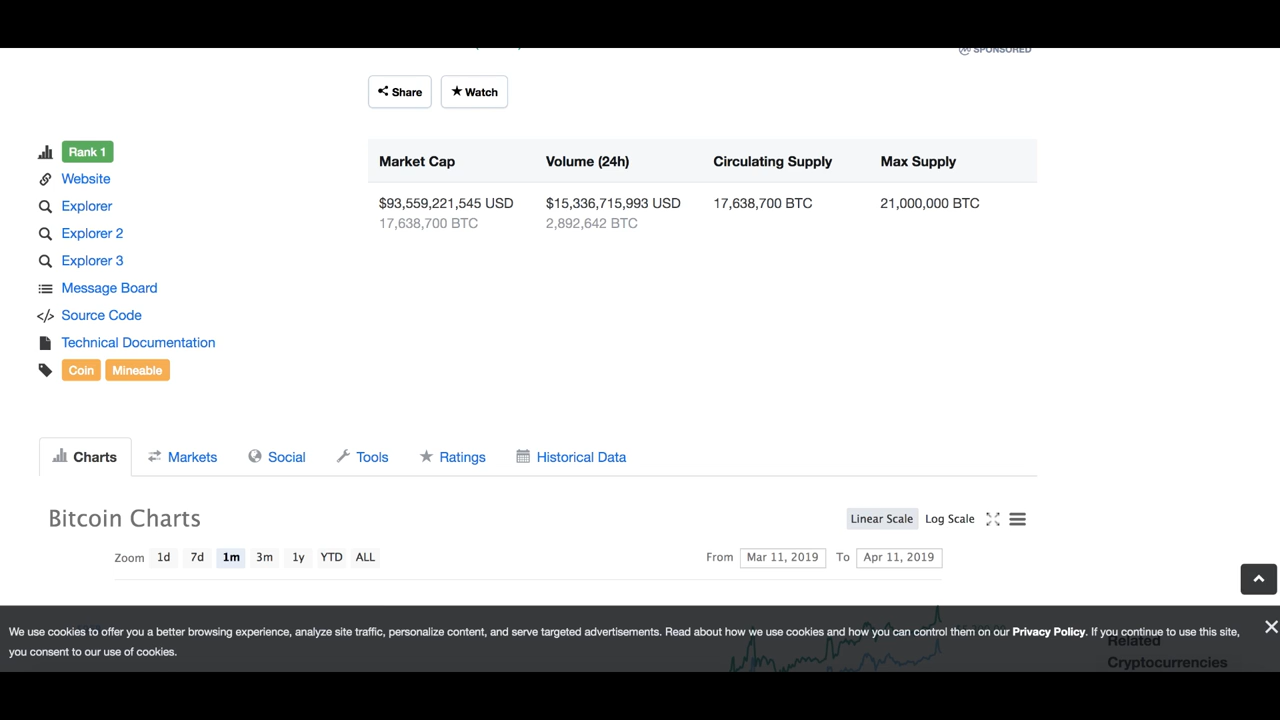 SPONSORED
Share Watch
Rank 1
Website
Explorer
Explorer 2
Explorer 3
Message Board
Source Code
Technical Documentation
Coin Mineable
Market Cap Volume (24h) Circulating Supply Max Supply
$93,559,221,545 USD $15,336,715,993 USD 17,638,700 BTC 21,000,000 BTC
17,638,700 BTC 2,892,642 BTC
Charts Markets Social Tools Ratings Historical Data
Bitcoin Charts
Linear Scale Log Scale
Zoom 1d 7d 1m 3m 1y YTD ALL From Mar 11, 2019 To Apr 11, 2019
We use cookies to offer you a better browsing experience, analyze site traffic, personalize content, and serve targeted advertisements. Read about how we use cookies and how you can control them on our Privacy Policy. If you continue to use this site,
you consent to our use of cookies.
Related
Cryptocurrencies